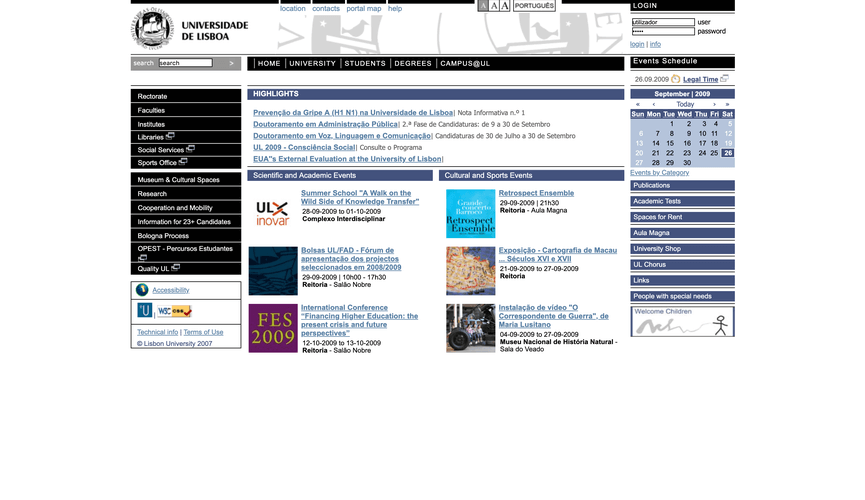 location contacts portal map help
A A A PORTUGUÊS
UNIVERSIDADE
DE LISBOA
LOGIN
utilizador user
••••• password
login | info
search search >
HOME UNIVERSITY STUDENTS DEGREES CAMPUS@UL
Events Schedule
26.09.2009 Legal Time
Rectorate
Faculties
Institutes
Libraries
Social Services
Sports Office
Museum & Cultural Spaces
Research
Cooperation and Mobility
Information for 23+ Candidates
Bologna Process
OPEST - Percursos Estudantes
Quality UL
Accessibility
W3C css
Technical info | Terms of Use
© Lisbon University 2007
HIGHLIGHTS
Prevenção da Gripe A (H1 N1) na Universidade de Lisboa| Nota Informativa n.º 1
Doutoramento em Administração Pública| 2.ª Fase de Candidaturas: de 9 a 30 de Setembro
Doutoramento em Voz, Linguagem e Comunicação| Candidaturas de 30 de Julho a 30 de Setembro
UL 2009 - Consciência Social| Consulte o Programa
EUA"s External Evaluation at the University of Lisbon|
Scientific and Academic Events
ULX
inovar
Summer School "A Walk on the
Wild Side of Knowledge Transfer"
28-09-2009 to 01-10-2009
Complexo Interdisciplinar
Bolsas UL/FAD - Fórum de
apresentação dos projectos
seleccionados em 2008/2009
29-09-2009 | 10h00 - 17h30
Reitoria - Salão Nobre
FES
2009
International Conference
"Financing Higher Education: the
present crisis and future
perspectives"
12-10-2009 to 13-10-2009
Reitoria - Salão Nobre
Cultural and Sports Events
Grande
concerto
Barroco
Retrospect
Ensemble
Retrospect Ensemble
29-09-2009 | 21h30
Reitoria - Aula Magna
Exposição - Cartografia de Macau
... Séculos XVI e XVII
21-09-2009 to 27-09-2009
Reitoria
Instalação de vídeo "O
Correspondente de Guerra", de
Maria Lusitano
04-09-2009 to 27-09-2009
Museu Nacional de História Natural -
Sala do Veado
September | 2009
« ‹ Today › »
Sun Mon Tue Wed Thu Fri Sat
1 2 3 4 5
6 7 8 9 10 11 12
13 14 15 16 17 18 19
20 21 22 23 24 25 26
27 28 29 30
Events by Category
Publications
Academic Tests
Spaces for Rent
Aula Magna
University Shop
UL Chorus
Links
People with special needs
Welcome Children